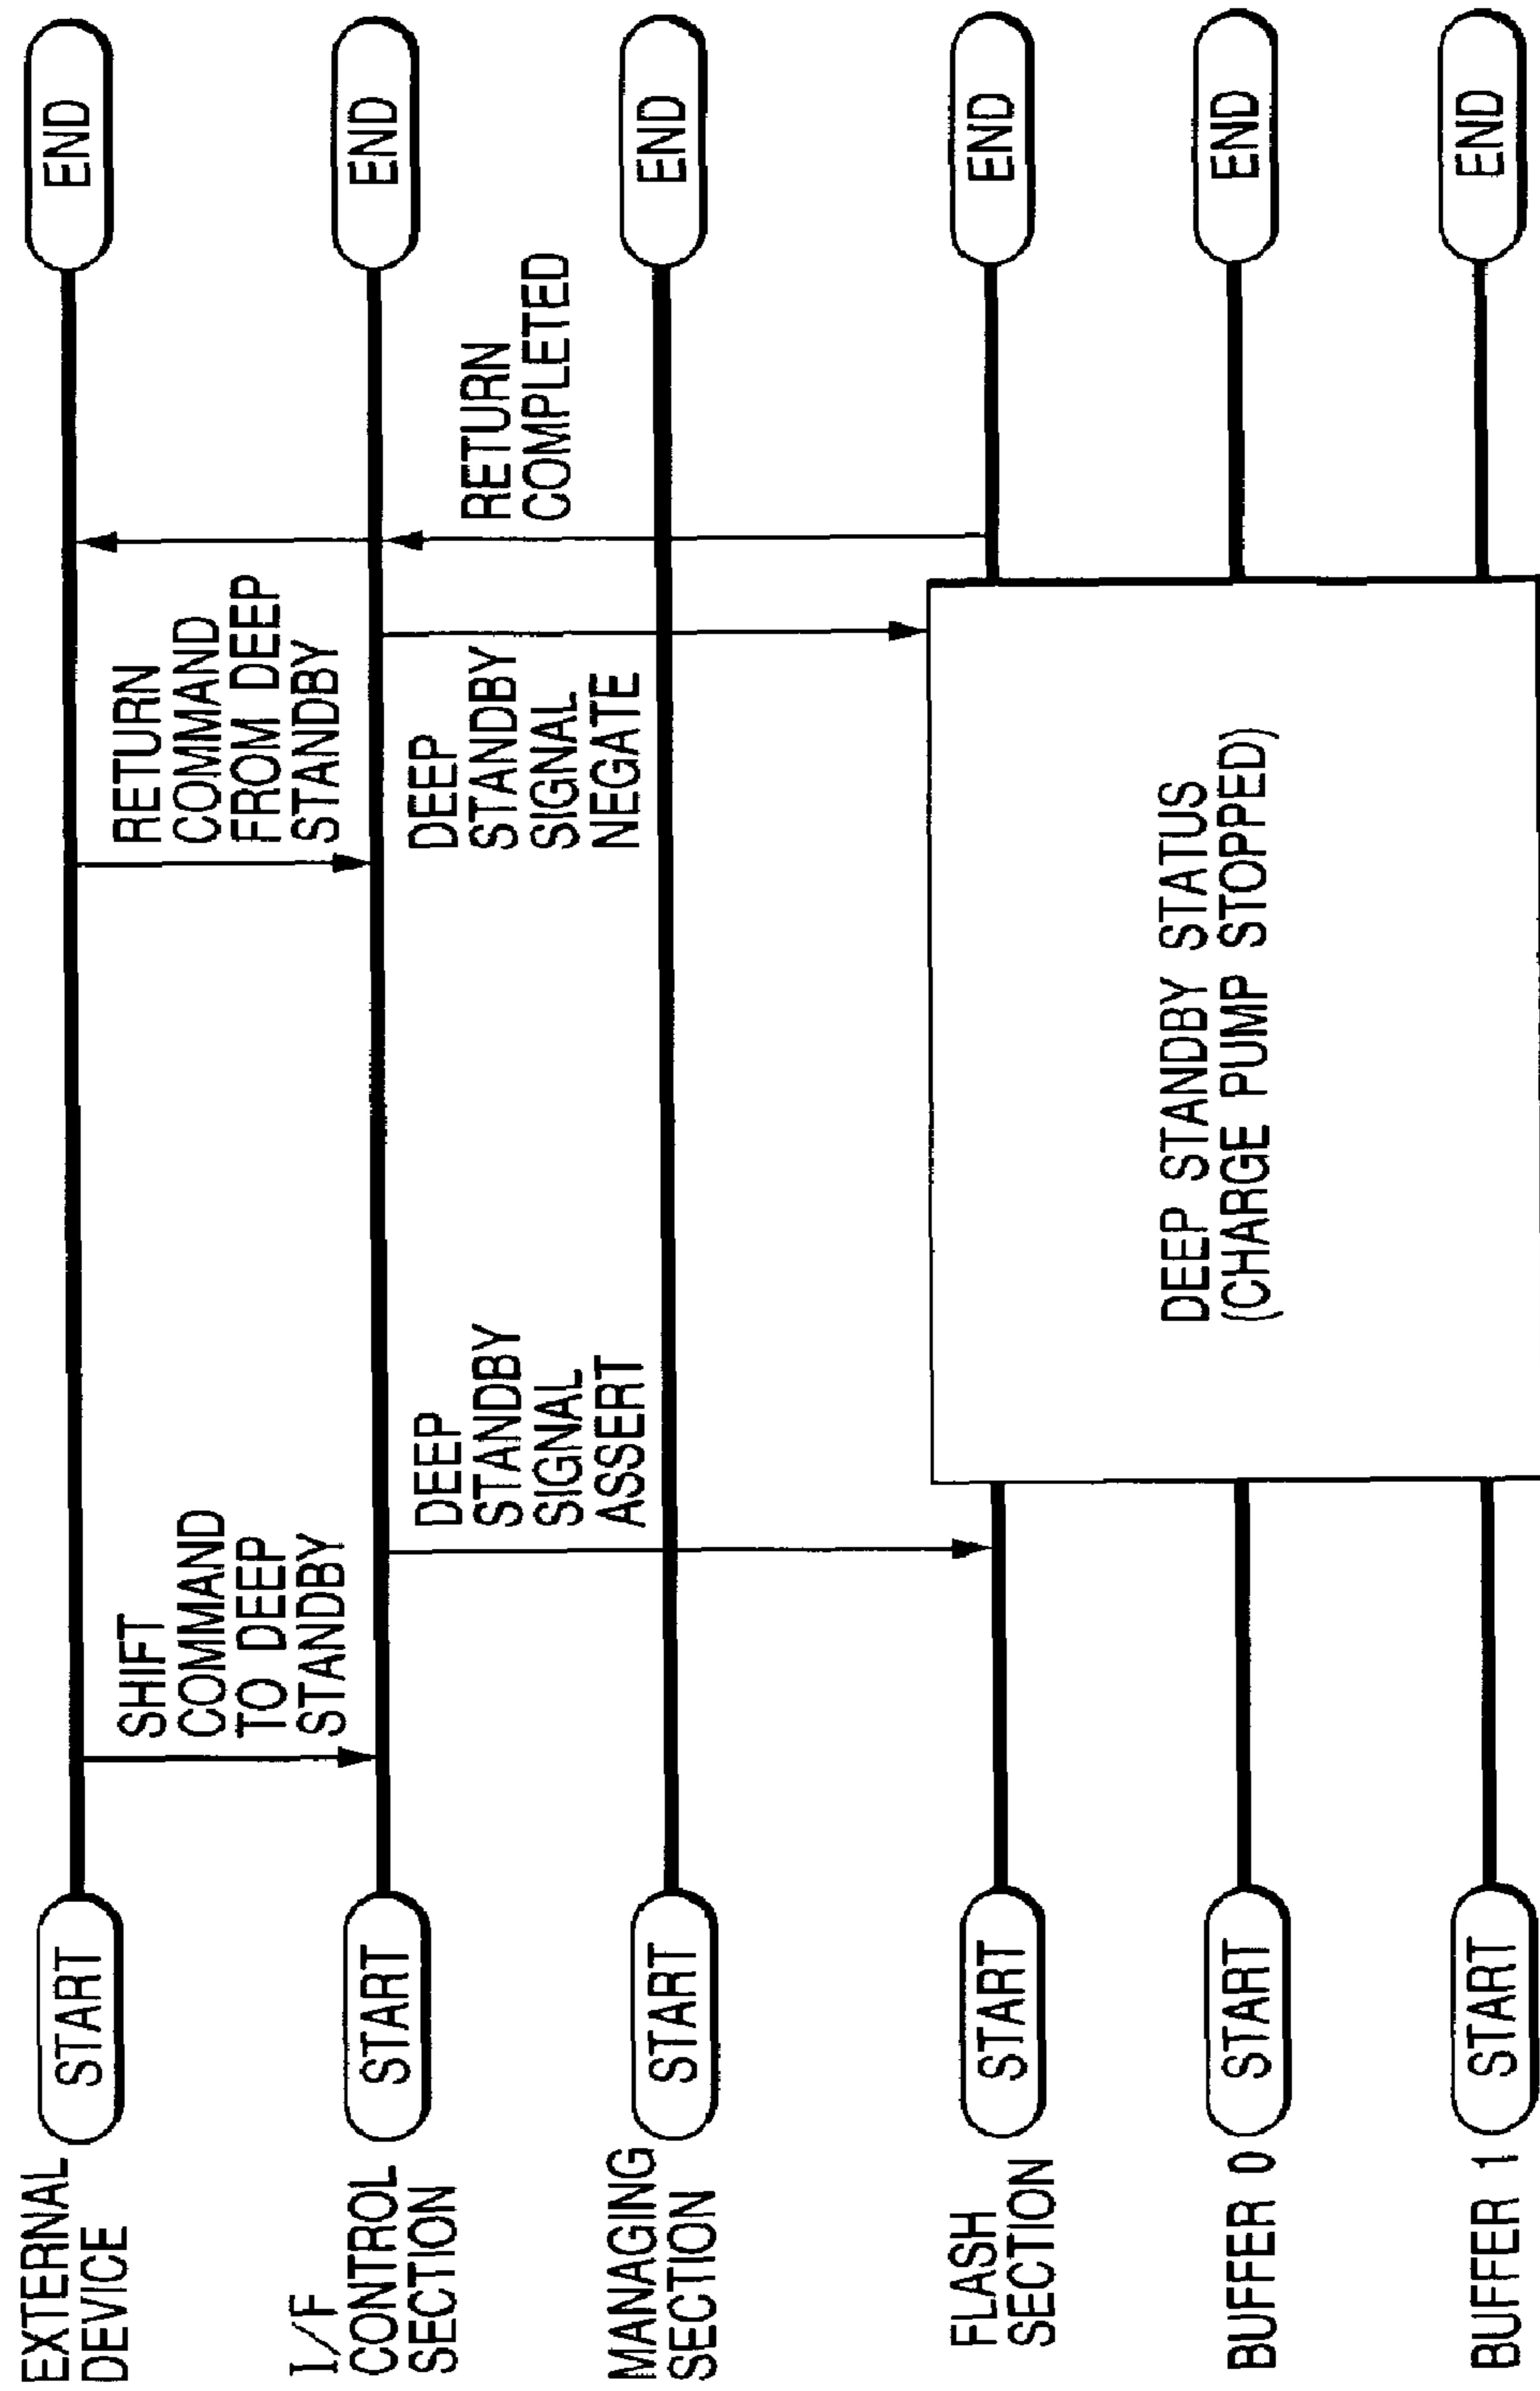 EXTERNAL
DEVICE
START
SHIFT
COMMAND
TO DEEP
STANDBY
RETURN
COMMAND
FROM DEEP
STANDBY
END
I/F
CONTROL
SECTION
START
DEEP
STANDBY
SIGNAL
ASSERT
DEEP
STANDBY
SIGNAL
NEGATE
RETURN
COMPLETED
END
MANAGING
SECTION
START
END
FLASH
SECTION
START
END
DEEP STANDBY STATUS
(CHARGE PUMP STOPPED)
BUFFER 0
START
END
BUFFER 1
START
END